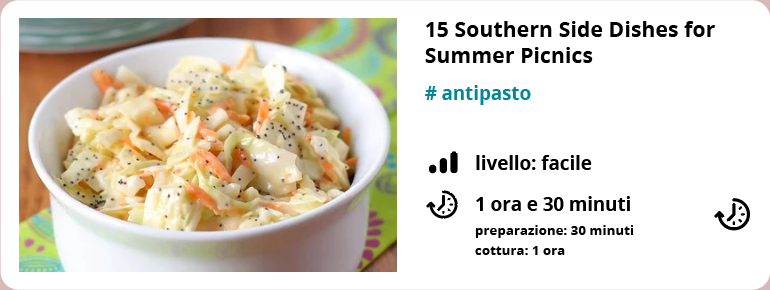 15 Southern Side Dishes for
Summer Picnics
# antipasto
livello: facile
1 ora e 30 minuti
preparazione: 30 minuti
cottura: 1 ora